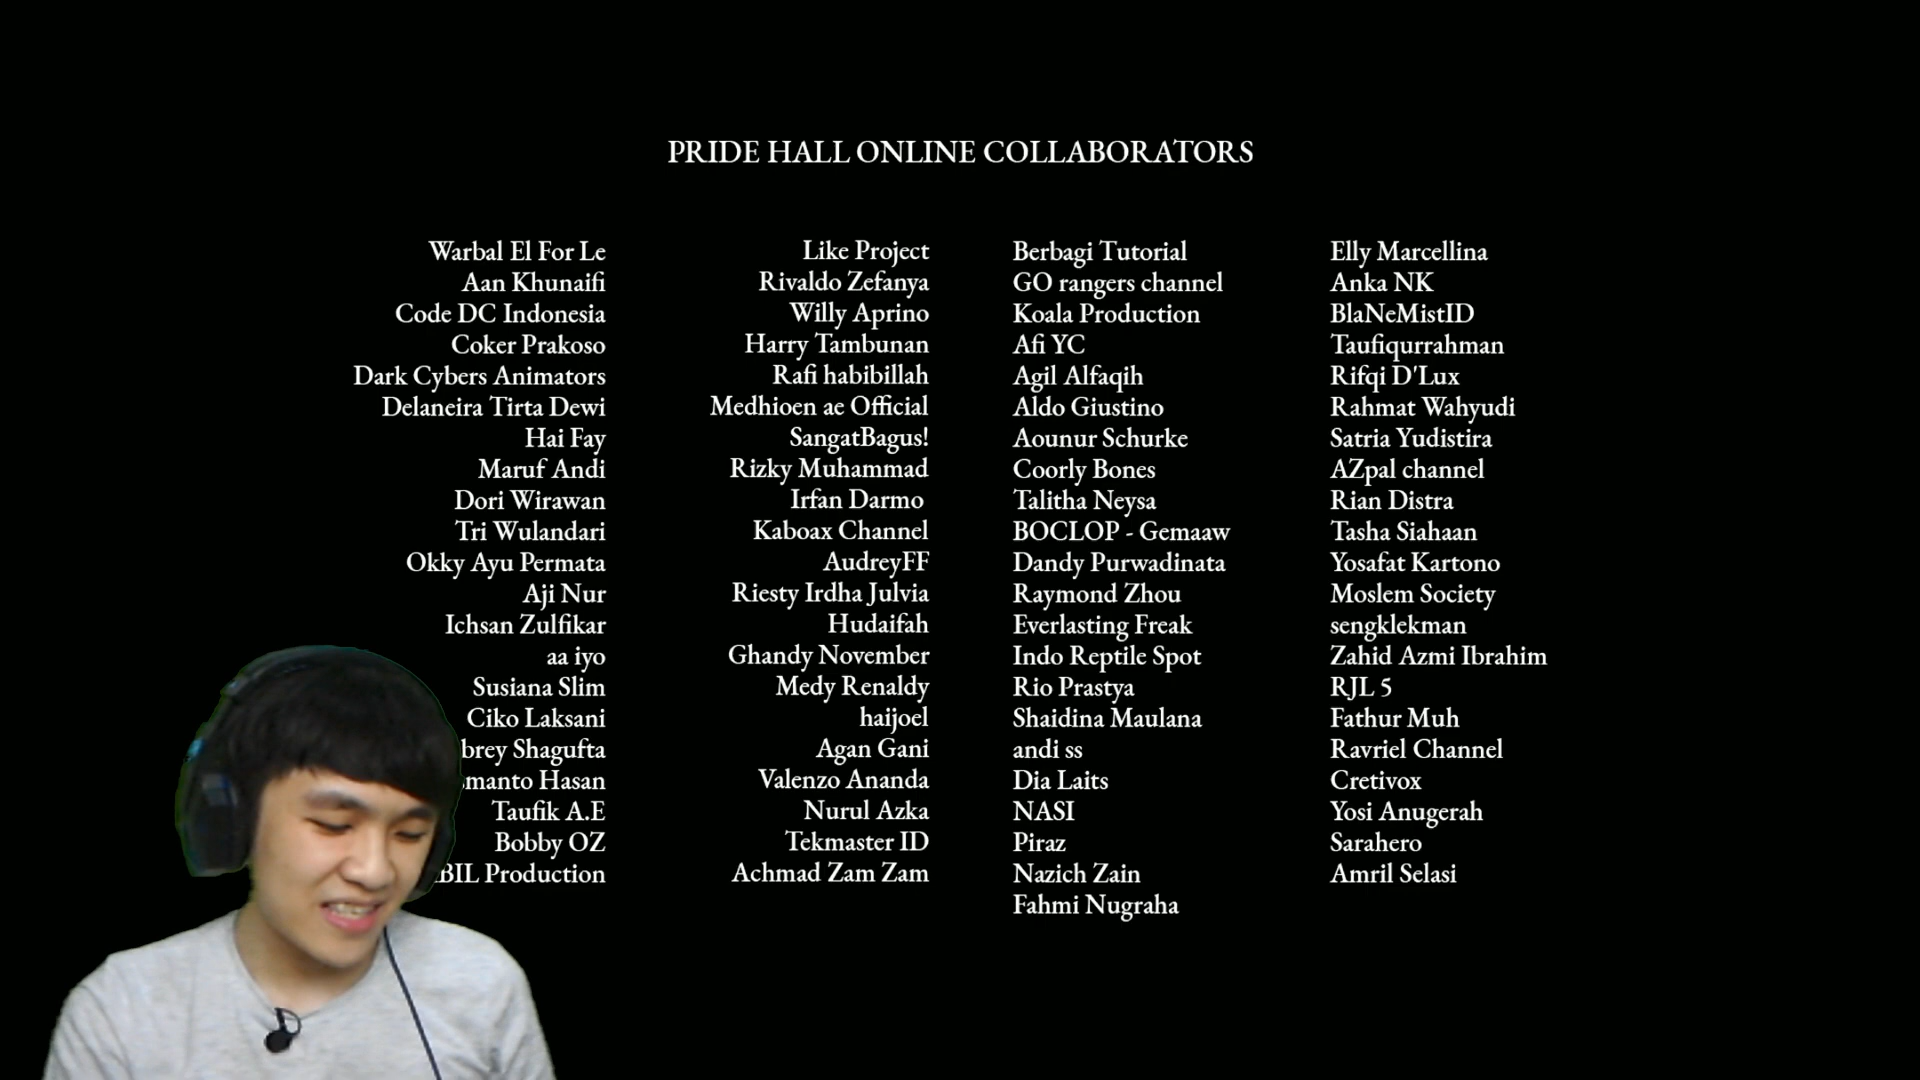 PRIDE HALL ONLINE COLLABORATORS
Warbal El For Le
Aan Khunaifi
Code DC Indonesia
Coker Prakoso
Dark Cybers Animators
Delaneira Tirta Dewi
Hai Fay
Maruf Andi
Dori Wirawan
Tri Wulandari
Okky Ayu Permata
Aji Nur
Ichsan Zulfikar
aa iyo
Susiana Slim
Ciko Laksani
Shagufta
Hasan
Taufik A.E
Bobby OZ
Production
Like Project
Rivaldo Zefanya
Willy Aprino
Harry Tambunan
Rafi habibillah
Medhioen ae Official
SangatBagus!
Rizky Muhammad
Irfan Darmo
Kaboax Channel
AudreyFF
Riesty Irdha Julvia
Hudaifah
Ghandy November
Medy Renaldy
haijoel
Agan Gani
Valenzo Ananda
Nurul Azka
Tekmaster ID
Achmad Zam Zam
Berbagi Tutorial
GO rangers channel
Koala Production
Afi YC
Agil Alfaqih
Aldo Giustino
Aounur Schurke
Coorly Bones
Talitha Neysa
BOCLOP - Gemaaw
Dandy Purwadinata
Raymond Zhou
Everlasting Freak
Indo Reptile Spot
Rio Prastya
Shaidina Maulana
andi ss
Dia Laits
NASI
Piraz
Nazich Zain
Fahmi Nugraha
Elly Marcellina
Anka NK
BlaNeMistID
Taufiqurrahman
Rifqi D'Lux
Rahmat Wahyudi
Satria Yudistira
AZpal channel
Rian Distra
Tasha Siahaan
Yosafat Kartono
Moslem Society
sengklekman
Zahid Azmi Ibrahim
RJL 5
Fathur Muh
Ravriel Channel
Cretivox
Yosi Anugerah
Sarahero
Amril Selasi